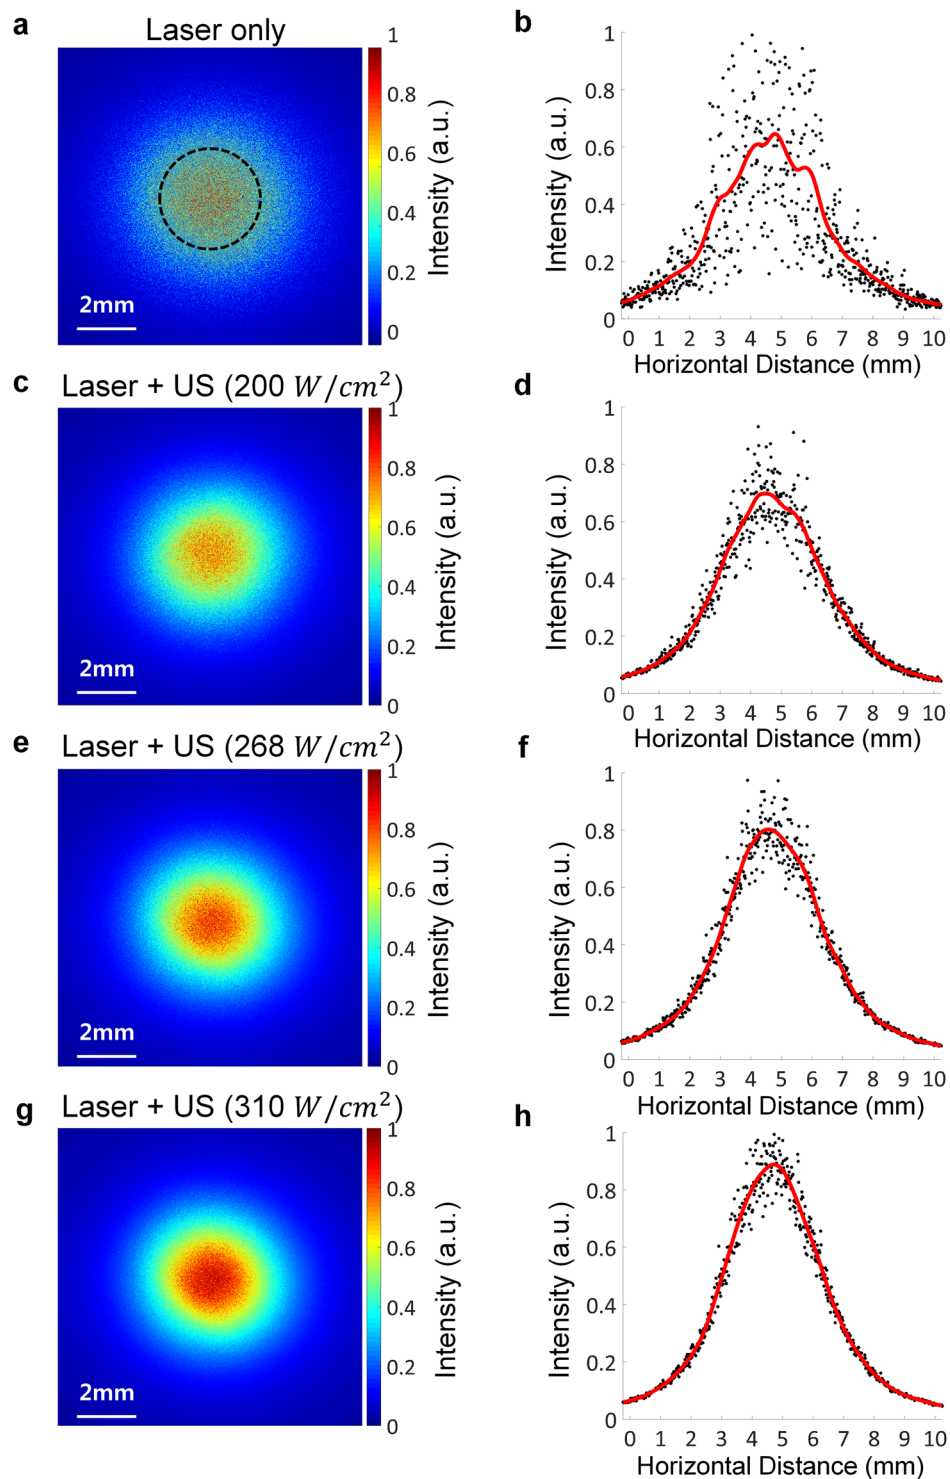 a
Laser only
1
0.8
0.6
0.4
0.2
0
Intensity (a.u.)
2mm
b
1
0.8
0.6
0.4
0.2
0
Intensity (a.u.)
0 1 2 3 4 5 6 7 8 9 10
Horizontal Distance (mm)
c
Laser + US (200 W/cm²)
1
0.8
0.6
0.4
0.2
0
Intensity (a.u.)
2mm
d
1
0.8
0.6
0.4
0.2
0
Intensity (a.u.)
0 1 2 3 4 5 6 7 8 9 10
Horizontal Distance (mm)
e
Laser + US (268 W/cm²)
1
0.8
0.6
0.4
0.2
0
Intensity (a.u.)
2mm
f
1
0.8
0.6
0.4
0.2
0
Intensity (a.u.)
0 1 2 3 4 5 6 7 8 9 10
Horizontal Distance (mm)
g
Laser + US (310 W/cm²)
1
0.8
0.6
0.4
0.2
0
Intensity (a.u.)
2mm
h
1
0.8
0.6
0.4
0.2
0
Intensity (a.u.)
0 1 2 3 4 5 6 7 8 9 10
Horizontal Distance (mm)